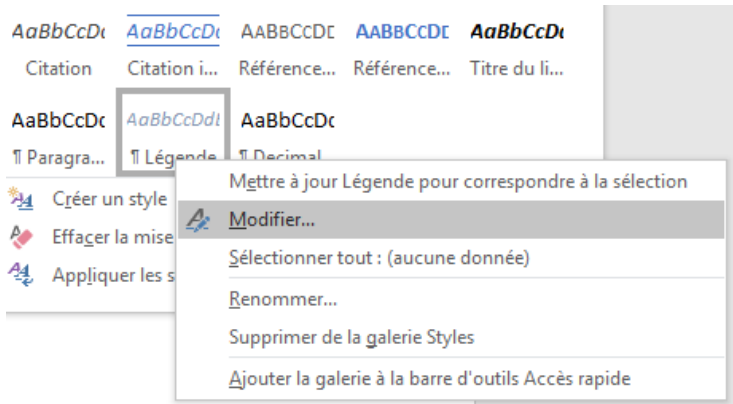 AaBbCcDc AaBbCcDc AABBCCDE AABBCCDE AaBbCcDc
Citation Citation i... Référence... Référence... Titre du li...
AaBbCcDc AaBbCcDdE AaBbCcDc
¶ Paragra... ¶ Légende ¶ Decimal
Créer un style
Effacer la mise
Appliquer les s
Mettre à jour Légende pour correspondre à la sélection
Modifier...
Sélectionner tout : (aucune donnée)
Renommer...
Supprimer de la galerie Styles
Ajouter la galerie à la barre d'outils Accès rapide